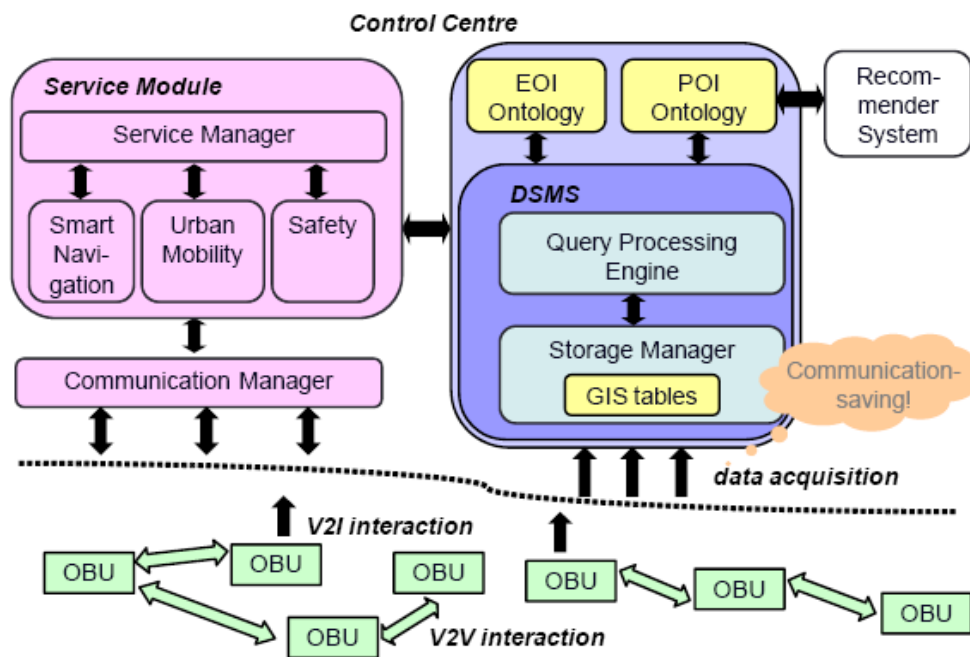 Control Centre
Service Module
Service Manager
Smart
Navi-
gation
Urban
Mobility
Safety
Communication Manager
EOI
Ontology
POI
Ontology
Recom-
mender
System
DSMS
Query Processing
Engine
Storage Manager
GIS tables
Communication-
saving!
data acquisition
V2I interaction
OBU
OBU
OBU
OBU
V2V interaction
OBU
OBU
OBU